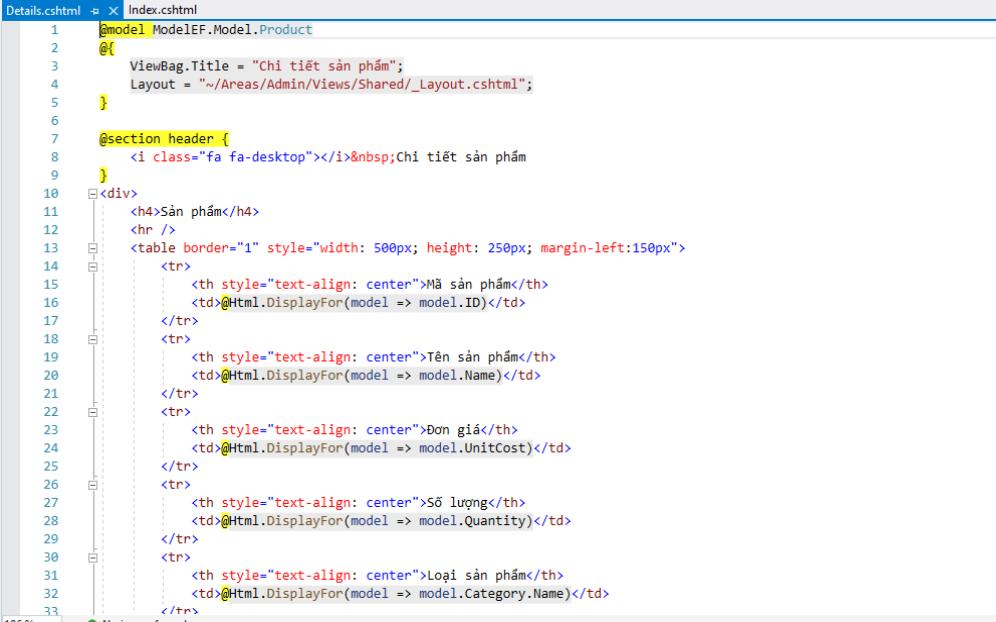 Details.cshtml Index.cshtml
1 @model ModelEF.Model.Product
2 @{
3 ViewBag.Title = "Chi tiết sản phẩm";
4 Layout = "~/Areas/Admin/Views/Shared/_Layout.cshtml";
5 }
6
7 @section header {
8 <i class="fa fa-desktop"></i>&nbsp;Chi tiết sản phẩm
9 }
10 <div>
11 <h4>Sản phẩm</h4>
12 <hr />
13 <table border="1" style="width: 500px; height: 250px; margin-left:150px">
14 <tr>
15 <th style="text-align: center">Mã sản phẩm</th>
16 <td>@Html.DisplayFor(model => model.ID)</td>
17 </tr>
18 <tr>
19 <th style="text-align: center">Tên sản phẩm</th>
20 <td>@Html.DisplayFor(model => model.Name)</td>
21 </tr>
22 <tr>
23 <th style="text-align: center">Đơn giá</th>
24 <td>@Html.DisplayFor(model => model.UnitCost)</td>
25 </tr>
26 <tr>
27 <th style="text-align: center">Số lượng</th>
28 <td>@Html.DisplayFor(model => model.Quantity)</td>
29 </tr>
30 <tr>
31 <th style="text-align: center">Loại sản phẩm</th>
32 <td>@Html.DisplayFor(model => model.Category.Name)</td>
33 </tr>